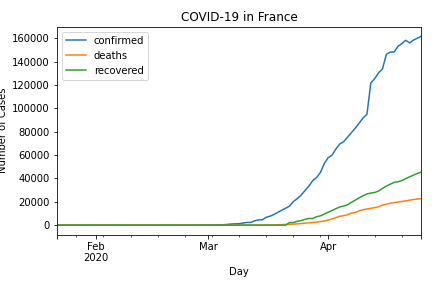 COVID-19 in France
confirmed
deaths
recovered
160000
140000
120000
100000
80000
60000
40000
20000
0
Number of Cases
Feb
2020
Mar
Apr
Day